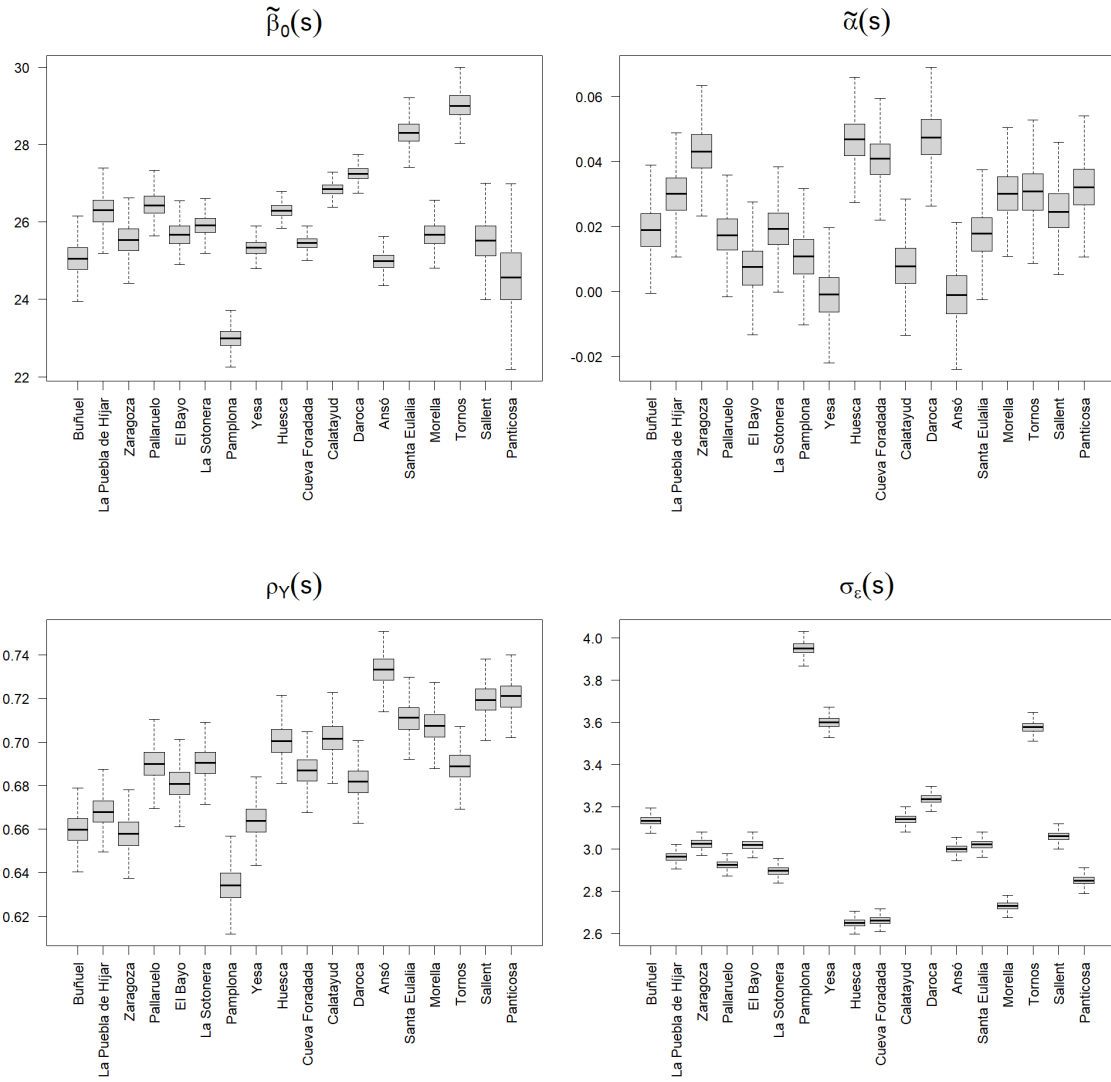 β̃₀(s)
30
28
26
24
22
Buñuel
La Puebla de Híjar
Zaragoza
Pallaruelo
El Bayo
La Sotonera
Pamplona
Yesa
Huesca
Cueva Foradada
Calatayud
Daroca
Ansó
Santa Eulalia
Morella
Tornos
Sallent
Panticosa
α̃(s)
0.06
0.04
0.02
0.00
-0.02
Buñuel
La Puebla de Híjar
Zaragoza
Pallaruelo
El Bayo
La Sotonera
Pamplona
Yesa
Huesca
Cueva Foradada
Calatayud
Daroca
Ansó
Santa Eulalia
Morella
Tornos
Sallent
Panticosa
ρY(s)
0.74
0.72
0.70
0.68
0.66
0.64
0.62
Buñuel
La Puebla de Híjar
Zaragoza
Pallaruelo
El Bayo
La Sotonera
Pamplona
Yesa
Huesca
Cueva Foradada
Calatayud
Daroca
Ansó
Santa Eulalia
Morella
Tornos
Sallent
Panticosa
σε(s)
4.0
3.8
3.6
3.4
3.2
3.0
2.8
2.6
Buñuel
La Puebla de Híjar
Zaragoza
Pallaruelo
El Bayo
La Sotonera
Pamplona
Yesa
Huesca
Cueva Foradada
Calatayud
Daroca
Ansó
Santa Eulalia
Morella
Tornos
Sallent
Panticosa